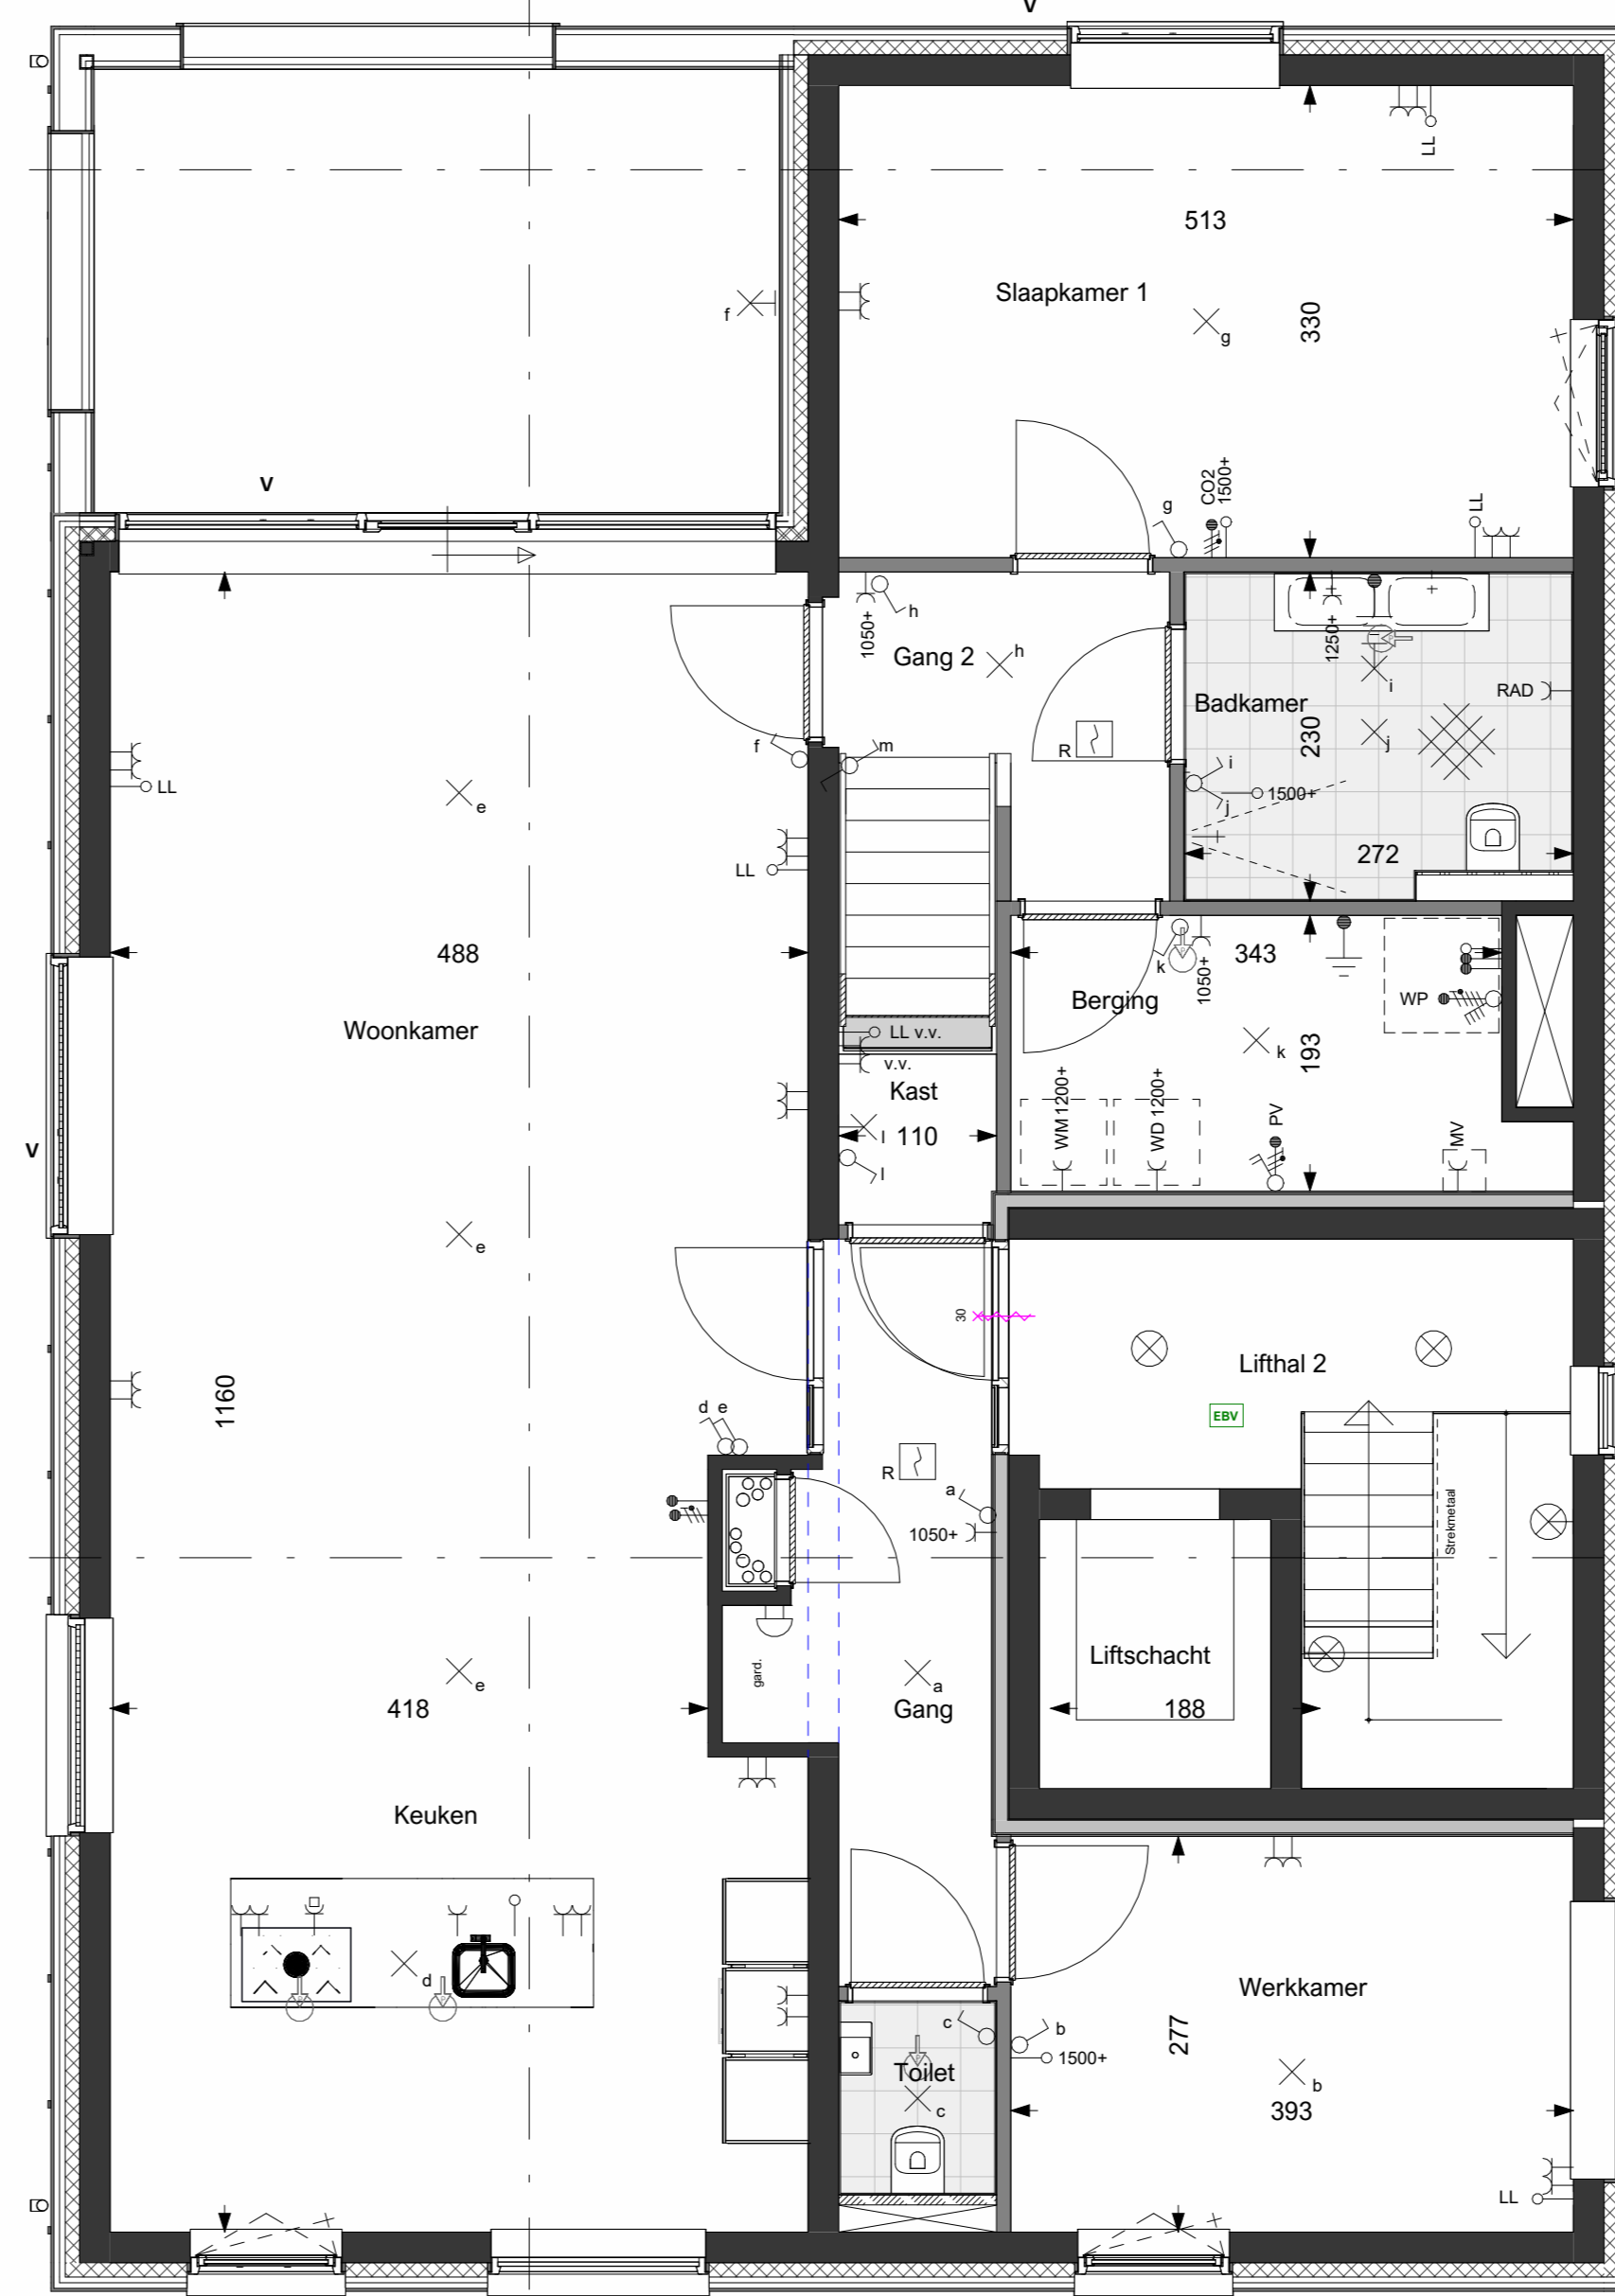 V
LL
513
Slaapkamer 1
330
f
g
V
CO2
1500+
g
LL
h
1050+
Gang 2
h
1250+
i
RAD
Badkamer
230
j
R
f
m
i
j
1500+
LL
e
LL
272
488
k
1050+
343
Berging
WP
Woonkamer
LL v.v.
v.v.
k
193
Kast
l
110
WM 1200+
WD 1200+
PV
MV
V
l
e
30
Lifthal 2
1160
EBV
d e
R
a
1050+
Strekmetaal
gard.
Liftschacht
e
a
418
Gang
188
Keuken
d
Werkkamer
c
b
1500+
277
Toilet
c
b
393
LL